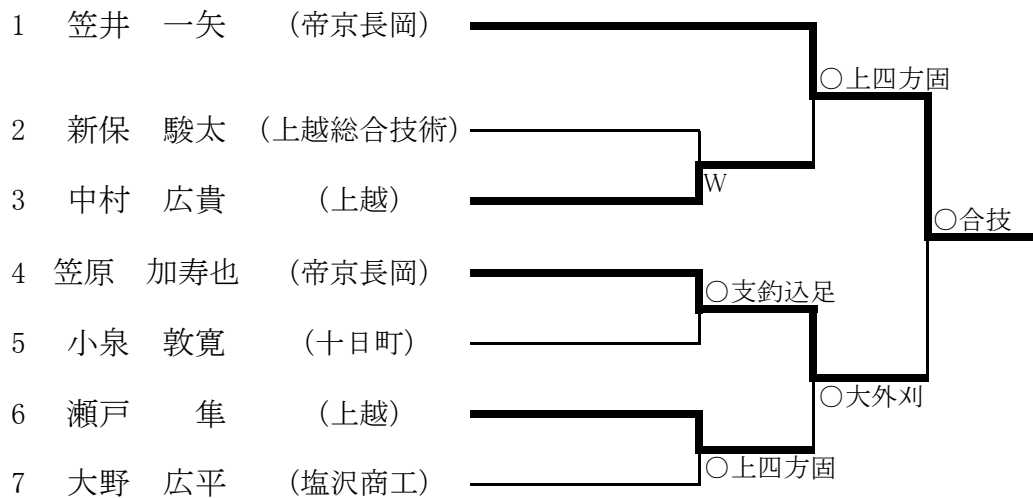 1 笠井 一矢 (帝京長岡)
○上四方固
2 新保 駿太 (上越総合技術)
W
3 中村 広貴 (上越)
○合技
4 笠原 加寿也 (帝京長岡)
○支釣込足
5 小泉 敦寛 (十日町)
○大外刈
6 瀬戸 隼 (上越)
○上四方固
7 大野 広平 (塩沢商工)